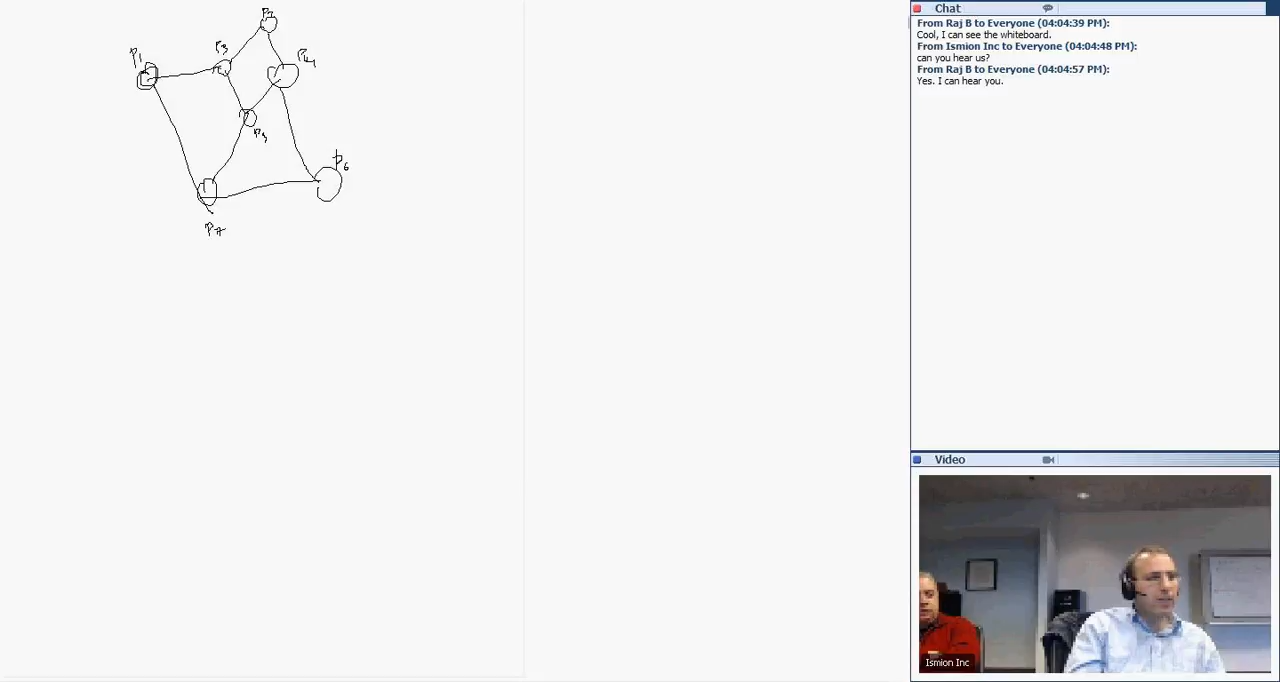 P2
P3
P4
P1
P5
P6
P7
Chat
From Raj B to Everyone (04:04:39 PM):
Cool, I can see the whiteboard.
From Ismion Inc to Everyone (04:04:48 PM):
can you hear us?
From Raj B to Everyone (04:04:57 PM):
Yes. I can hear you.
Video
Ismion Inc